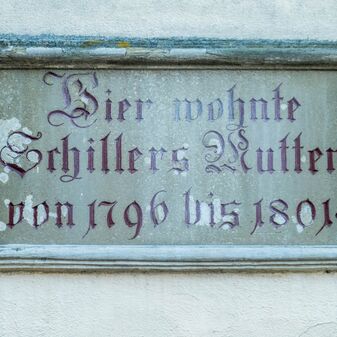 Hier wohnte
Schillers Mutter
von 1796 bis 1801.